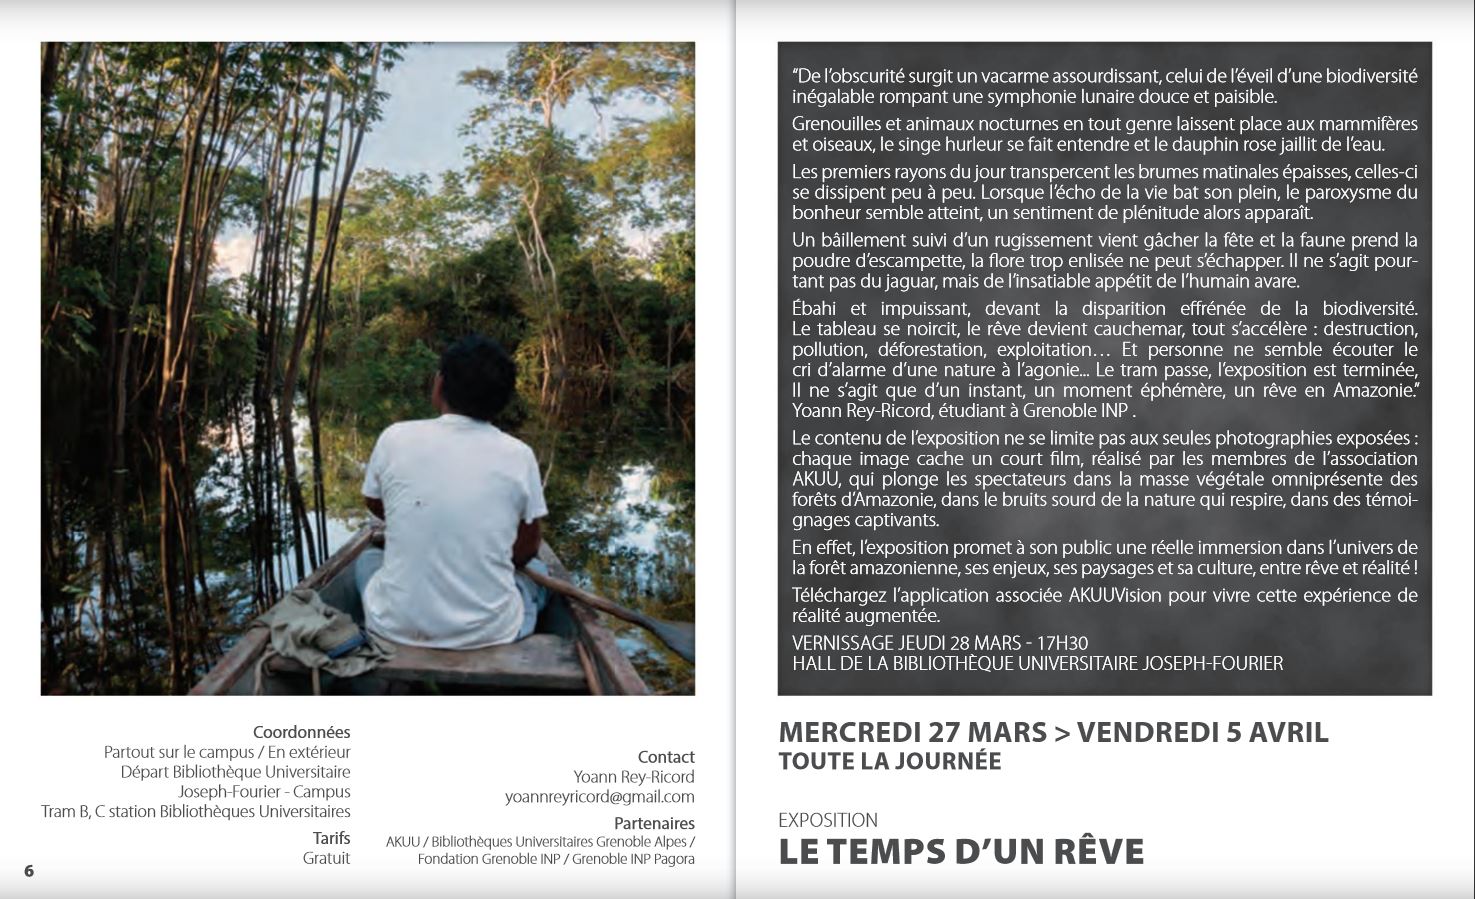 Coordonnées
Partout sur le campus / En extérieur
Départ Bibliothèque Universitaire
Joseph-Fourier - Campus
Tram B, C station Bibliothèques Universitaires
Tarifs
Gratuit
Contact
Yoann Rey-Ricord
yoannreyricord@gmail.com
Partenaires
AKUU / Bibliothèques Universitaires Grenoble Alpes /
Fondation Grenoble INP / Grenoble INP Pagora
6
“De l’obscurité surgit un vacarme assourdissant, celui de l’éveil d’une biodiversité
inégalable rompant une symphonie lunaire douce et paisible.
Grenouilles et animaux nocturnes en tout genre laissent place aux mammifères
et oiseaux, le singe hurleur se fait entendre et le dauphin rose jaillit de l’eau.
Les premiers rayons du jour transpercent les brumes matinales épaisses, celles-ci
se dissipent peu à peu. Lorsque l’écho de la vie bat son plein, le paroxysme du
bonheur semble atteint, un sentiment de plénitude alors apparaît.
Un bâillement suivi d’un rugissement vient gâcher la fête et la faune prend la
poudre d’escampette, la flore trop enlisée ne peut s’échapper. Il ne s’agit pour-
tant pas du jaguar, mais de l’insatiable appétit de l’humain avare.
Ébahi et impuissant, devant la disparition effrénée de la biodiversité.
Le tableau se noircit, le rêve devient cauchemar, tout s’accélère : destruction,
pollution, déforestation, exploitation… Et personne ne semble écouter le
cri d’alarme d’une nature à l’agonie... Le tram passe, l’exposition est terminée,
Il ne s’agit que d’un instant, un moment éphémère, un rêve en Amazonie.”
Yoann Rey-Ricord, étudiant à Grenoble INP .
Le contenu de l’exposition ne se limite pas aux seules photographies exposées :
chaque image cache un court film, réalisé par les membres de l’association
AKUU, qui plonge les spectateurs dans la masse végétale omniprésente des
forêts d’Amazonie, dans le bruits sourd de la nature qui respire, dans des témoi-
gnages captivants.
En effet, l’exposition promet à son public une réelle immersion dans l’univers de
la forêt amazonienne, ses enjeux, ses paysages et sa culture, entre rêve et réalité !
Téléchargez l’application associée AKUUVision pour vivre cette expérience de
réalité augmentée.
VERNISSAGE JEUDI 28 MARS - 17H30
HALL DE LA BIBLIOTHÈQUE UNIVERSITAIRE JOSEPH-FOURIER
MERCREDI 27 MARS > VENDREDI 5 AVRIL
TOUTE LA JOURNÉE
EXPOSITION
LE TEMPS D’UN RÊVE